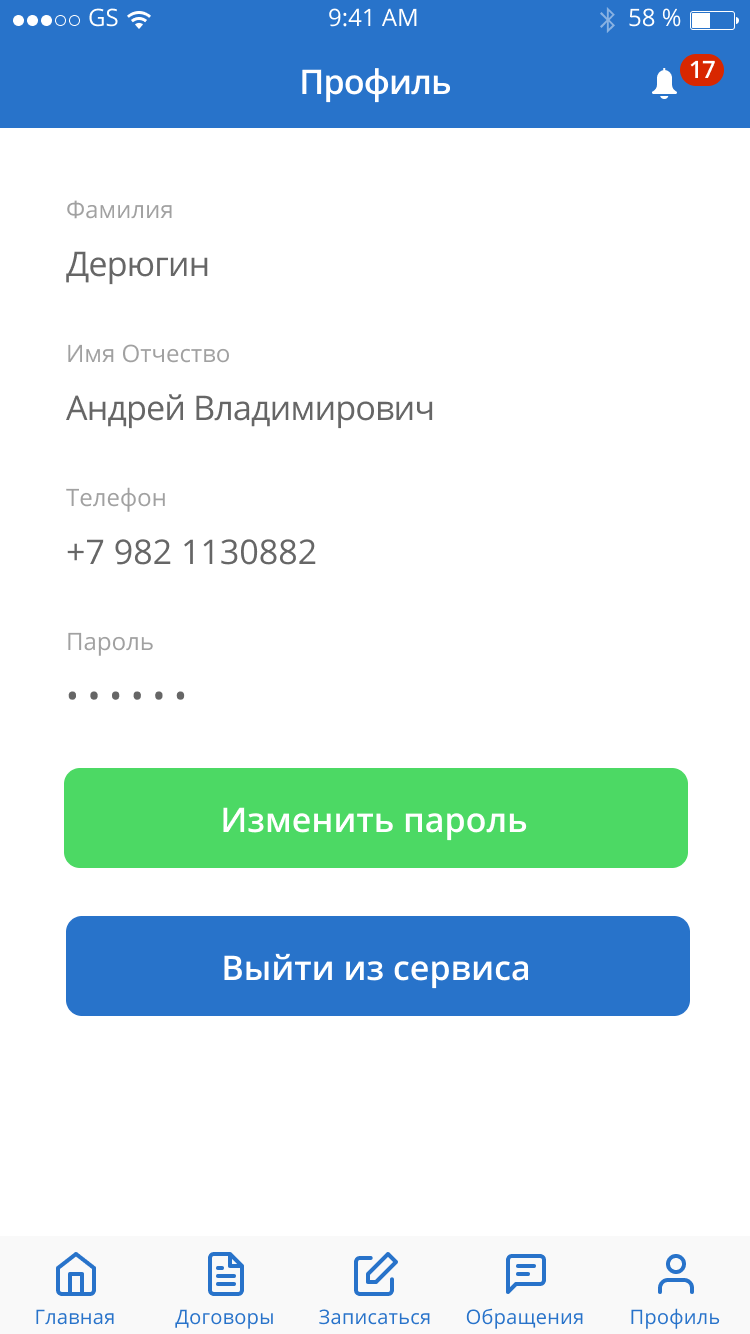 GS 9:41 AM 58 %
Профиль 17
Фамилия
Дерюгин
Имя Отчество
Андрей Владимирович
Телефон
+7 982 1130882
Пароль
• • • • • •
Изменить пароль
Выйти из сервиса
Главная Договоры Записаться Обращения Профиль